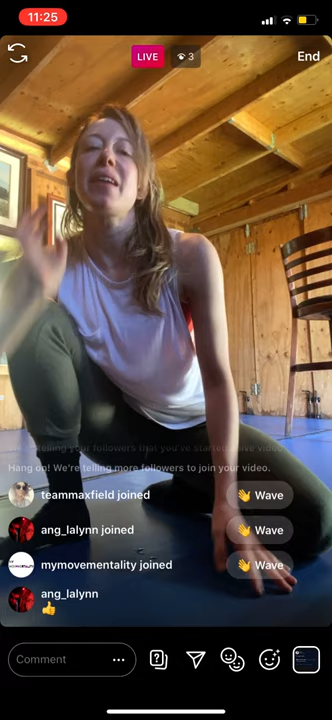 11:25
LIVE
3
End
Hang on! We're telling more followers to join your video.
teammaxfield joined
Wave
ang_lalynn joined
Wave
mymovementality joined
Wave
ang_lalynn
👍
Comment